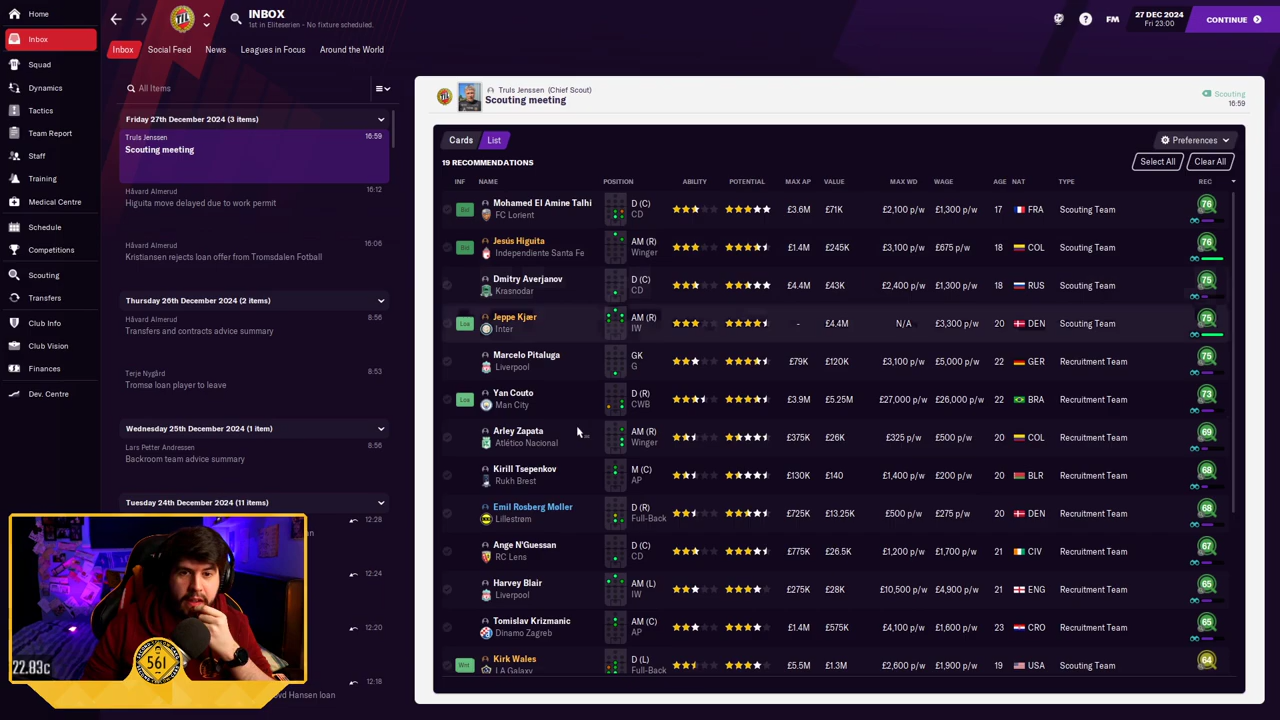 Home
Inbox
Squad
Dynamics
Tactics
Team Report
Staff
Training
Medical Centre
Schedule
Competitions
Scouting
Transfers
Club Info
Club Vision
Finances
Dev. Centre
TIL
INBOX
1st in Eliteserien - No fixture scheduled.
FM
27 DEC 2024
Fri 23:00
CONTINUE
Inbox Social Feed News Leagues in Focus Around the World
All Items
Friday 27th December 2024 (3 items)
Truls Jenssen 16:59
Scouting meeting
Håvard Almerud 16:12
Higuita move delayed due to work permit
Håvard Almerud 16:06
Kristiansen rejects loan offer from Tromsdalen Fotball
Thursday 26th December 2024 (2 items)
Håvard Almerud 8:56
Transfers and contracts advice summary
Terje Nygård 8:53
Tromsø loan player to leave
Wednesday 25th December 2024 (1 item)
Lars Petter Andressen 8:56
Backroom team advice summary
Tuesday 24th December 2024 (11 items)
12:28
12:24
12:20
12:18
d Hansen loan
22.83c
561
Truls Jenssen (Chief Scout)
Scouting meeting
Scouting
16:59
Cards List
Preferences
19 RECOMMENDATIONS
Select All Clear All
INF NAME POSITION ABILITY POTENTIAL MAX AP VALUE MAX WD WAGE AGE NAT TYPE REC
Mohamed El Amine Talhi D (C) £3.6M £71K £2,100 p/w £1,300 p/w 17 FRA Scouting Team 76
FC Lorient CD
Jesús Higuita AM (R) £1.4M £245K £3,100 p/w £675 p/w 18 COL Scouting Team 76
Independiente Santa Fe Winger
Dmitry Averjanov D (C) £4.4M £43K £2,400 p/w £1,300 p/w 18 RUS Scouting Team 75
Krasnodar CD
Loa Jeppe Kjær AM (R) - £4.4M N/A £3,300 p/w 20 DEN Scouting Team 75
Inter IW
Marcelo Pitaluga GK £79K £120K £3,100 p/w £5,000 p/w 22 GER Recruitment Team 75
Liverpool G
Loa Yan Couto D (R) £3.9M £5.25M £27,000 p/w £26,000 p/w 22 BRA Recruitment Team 73
Man City CWB
Arley Zapata AM (R) £375K £26K £325 p/w £500 p/w 20 COL Recruitment Team 69
Atlético Nacional Winger
Kirill Tsepenkov M (C) £130K £140 £1,400 p/w £200 p/w 20 BLR Recruitment Team 68
Rukh Brest AP
Emil Rosberg Møller D (R) £725K £13.25K £500 p/w £275 p/w 20 DEN Recruitment Team 68
Lillestrøm Full-Back
Ange N'Guessan D (C) £775K £26.5K £1,200 p/w £1,700 p/w 21 CIV Recruitment Team 67
RC Lens CD
Harvey Blair AM (L) £275K £28K £10,500 p/w £4,900 p/w 21 ENG Recruitment Team 65
Liverpool IW
Tomislav Krizmanic AM (C) £1.4M £575K £4,100 p/w £1,600 p/w 23 CRO Recruitment Team 65
Dinamo Zagreb AP
Wnt Kirk Wales D (L) £5.5M £1.3M £2,600 p/w £1,900 p/w 19 USA Scouting Team 64
LA Galaxy Full-Back